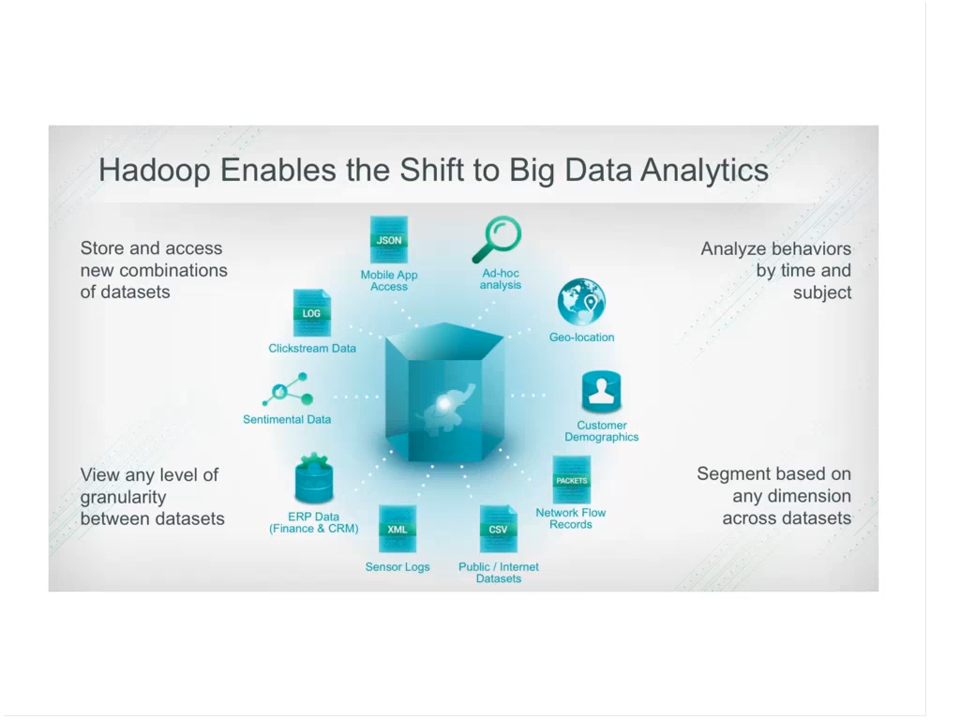 Hadoop Enables the Shift to Big Data Analytics
Store and access
new combinations
of datasets
JSON
Mobile App
Access
Ad-hoc
analysis
Analyze behaviors
by time and
subject
LOG
Clickstream Data
Geo-location
Sentimental Data
Customer
Demographics
View any level of
granularity
between datasets
ERP Data
(Finance & CRM)
XML
Sensor Logs
CSV
Public / Internet
Datasets
PACKETS
Network Flow
Records
Segment based on
any dimension
across datasets